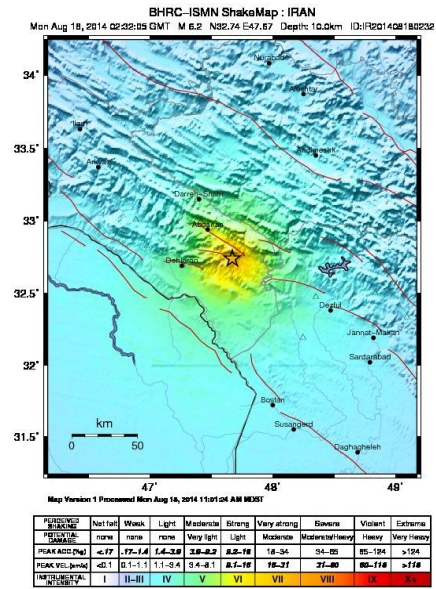 BHRC-ISMN ShakeMap : IRAN
Mon Aug 18, 2014 02:32:05 GMT M 6.2 N32.74 E47.67 Depth: 10.0km ID:IR201408180232
34˚
33.5˚
33˚
32.5˚
32˚
31.5˚
Nurabad
Aleshtar
Ilam
Andimeshk
Darreh-Shahr
Abdanan
Dehloran
Dezful
Jannat-Makan
Sardarabad
Bostan
Susangerd
Daghagheleh
km
0 50
47˚ 48˚ 49˚
Map Version 1 Processed Mon Aug 18, 2014 11:01:24 AM MDST
PERCEIVED SHAKING Not felt Weak Light Moderate Strong Very strong Severe Violent Extreme
POTENTIAL DAMAGE none none none Very light Light Moderate Moderate/Heavy Heavy Very Heavy
PEAK ACC.(%g) <.17 .17-1.4 1.4-3.9 3.9-9.2 9.2-18 18-34 34-65 65-124 >124
PEAK VEL.(cm/s) <0.1 0.1-1.1 1.1-3.4 3.4-8.1 8.1-16 16-31 31-60 60-116 >116
INSTRUMENTAL INTENSITY I II-III IV V VI VII VIII IX X+